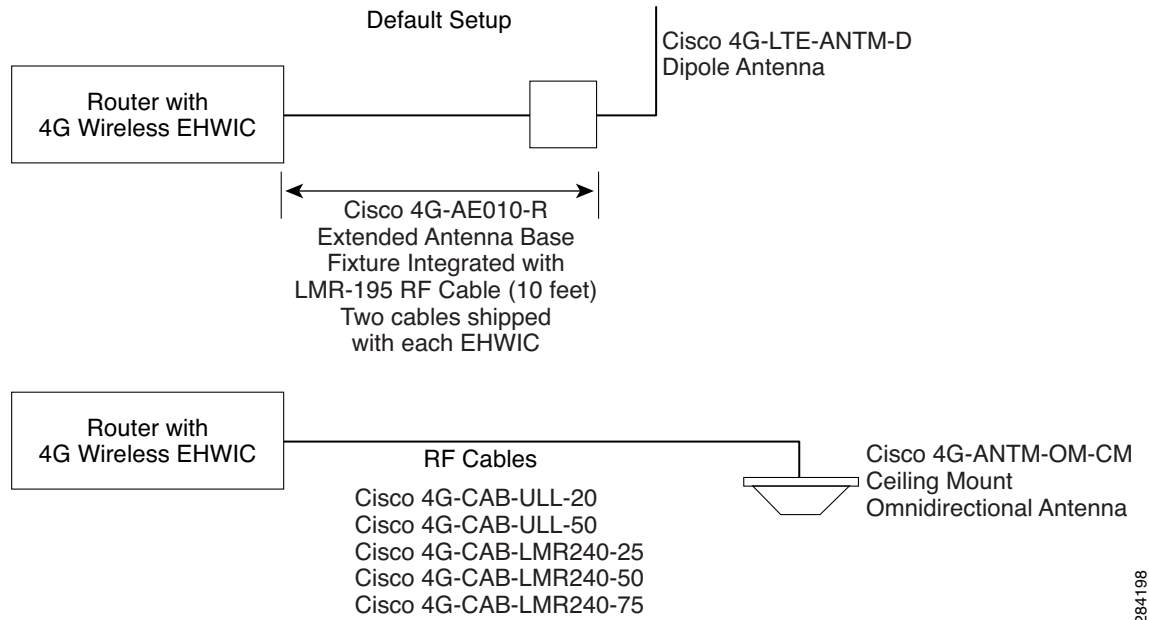 Default Setup
Cisco 4G-LTE-ANTM-D
Dipole Antenna
Router with
4G Wireless EHWIC
Cisco 4G-AE010-R
Extended Antenna Base
Fixture Integrated with
LMR-195 RF Cable (10 feet)
Two cables shipped
with each EHWIC
Router with
4G Wireless EHWIC
RF Cables
Cisco 4G-CAB-ULL-20
Cisco 4G-CAB-ULL-50
Cisco 4G-CAB-LMR240-25
Cisco 4G-CAB-LMR240-50
Cisco 4G-CAB-LMR240-75
Cisco 4G-ANTM-OM-CM
Ceiling Mount
Omnidirectional Antenna
284198